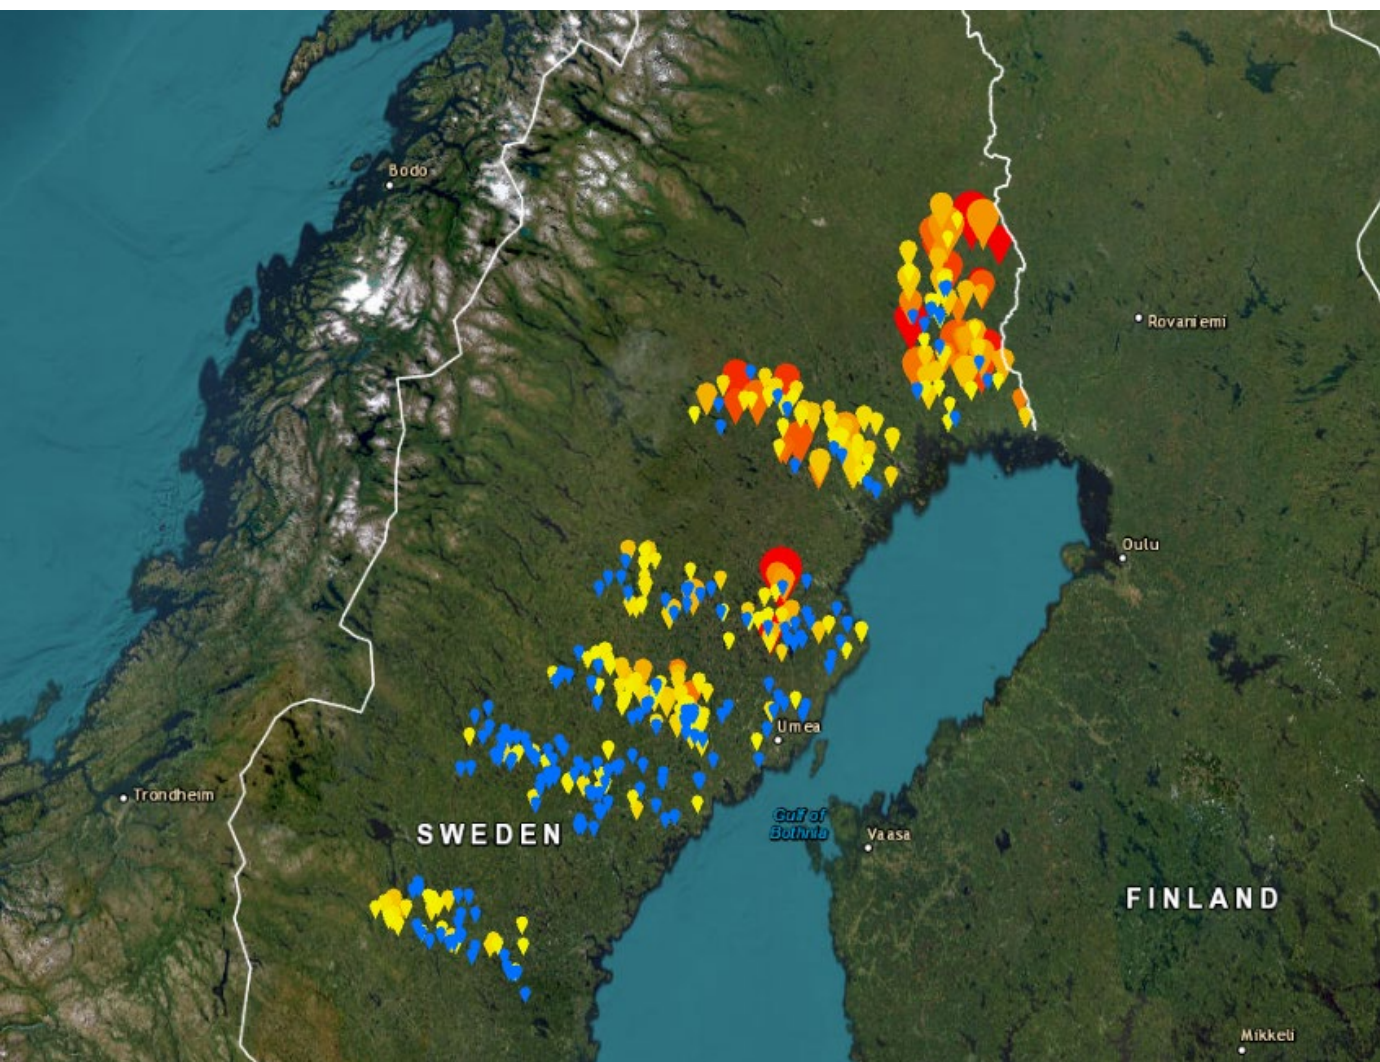 Bodo
Rovaniemi
Oulu
Umea
Trondheim
Gulf of
Bothnia
SWEDEN
Vaasa
FINLAND
Mikkeli